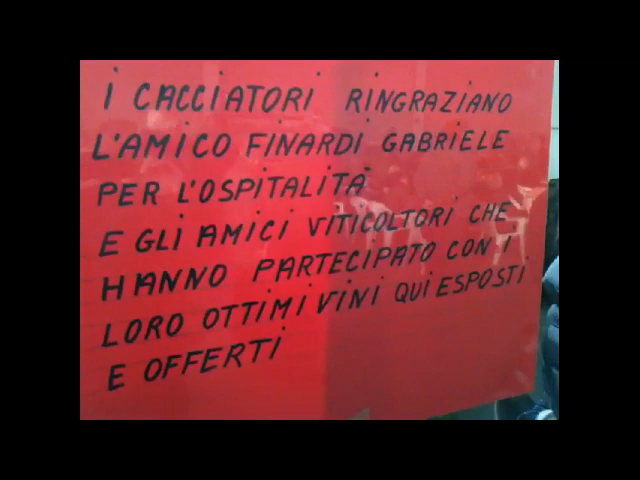 I CACCIATORI RINGRAZIANO
L'AMICO FINARDI GABRIELE
PER L'OSPITALITÀ
E GLI AMICI VITICOLTORI CHE
HANNO PARTECIPATO CON I
LORO OTTIMI VINI QUI ESPOSTI
E OFFERTI